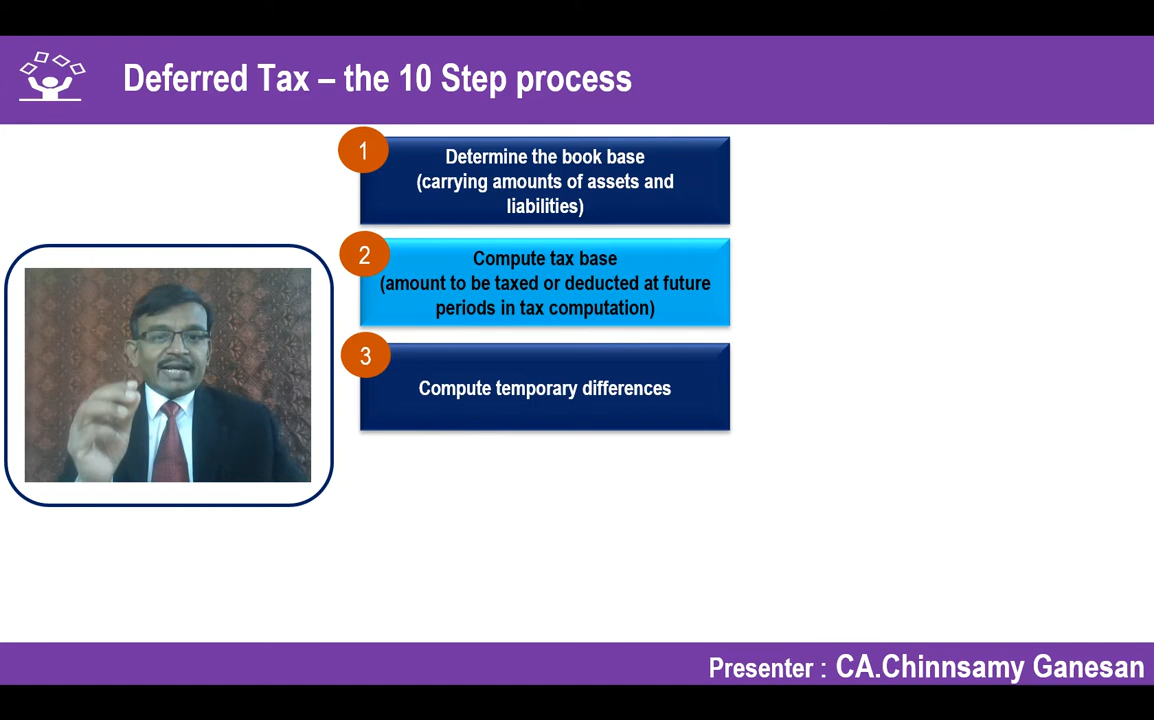 Deferred Tax – the 10 Step process
1
Determine the book base
(carrying amounts of assets and
liabilities)
2
Compute tax base
(amount to be taxed or deducted at future
periods in tax computation)
3
Compute temporary differences
Presenter : CA.Chinnsamy Ganesan